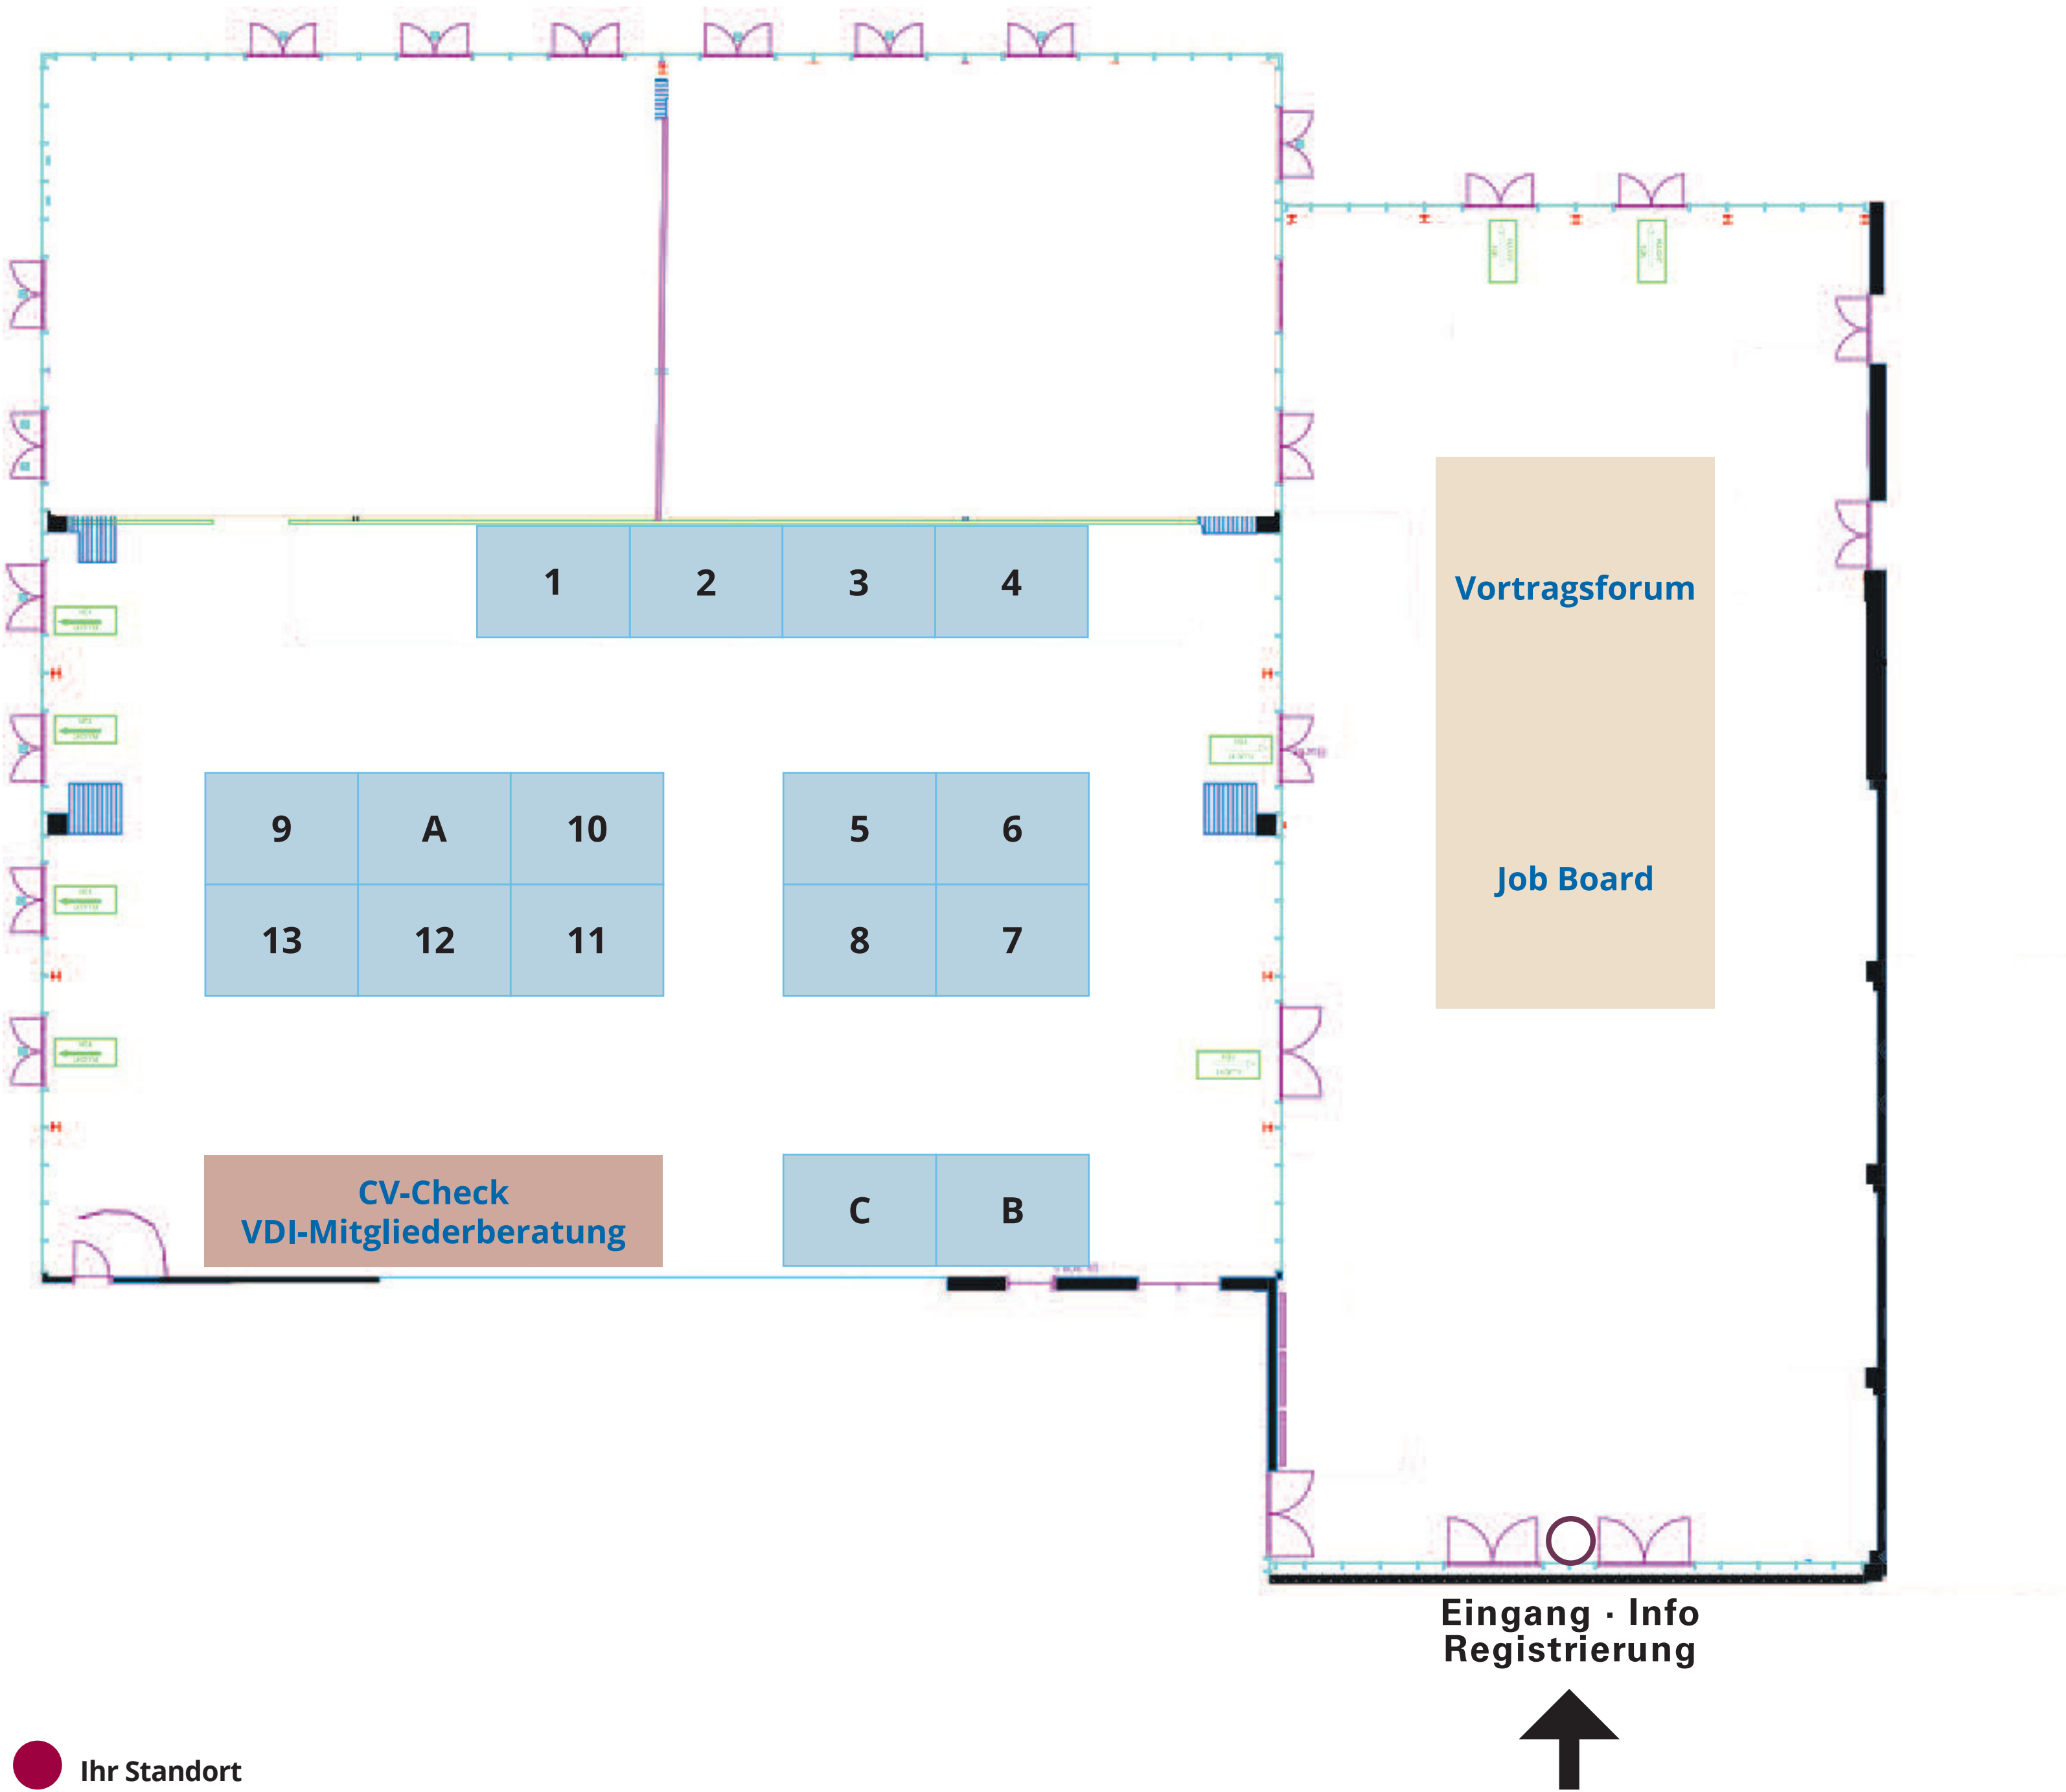 1 2 3 4
Vortragsforum
9 A 10 5 6
Job Board
13 12 11 8 7
CV-Check
VDI-Mitgliederberatung
C B
Eingang · Info
Registrierung
Ihr Standort